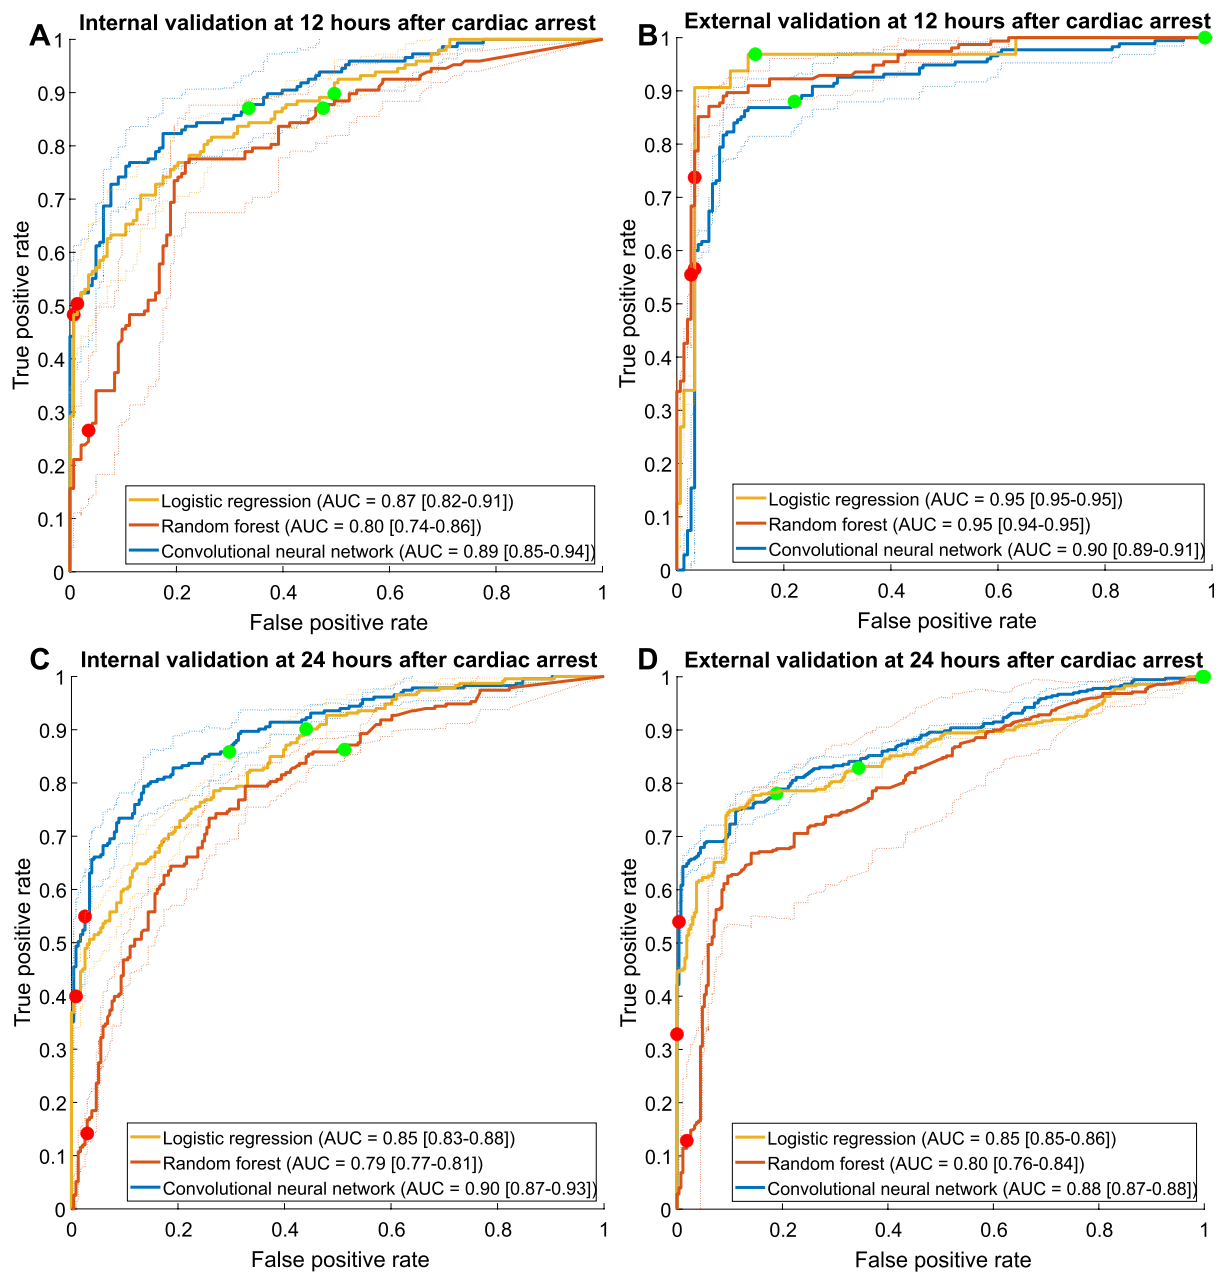 A Internal validation at 12 hours after cardiac arrest
1
0.9
0.8
0.7
0.6
0.5
0.4
0.3
0.2
0.1
0
True positive rate
Logistic regression (AUC = 0.87 [0.82-0.91])
Random forest (AUC = 0.80 [0.74-0.86])
Convolutional neural network (AUC = 0.89 [0.85-0.94])
0 0.2 0.4 0.6 0.8 1
False positive rate
B External validation at 12 hours after cardiac arrest
1
0.9
0.8
0.7
0.6
0.5
0.4
0.3
0.2
0.1
0
True positive rate
Logistic regression (AUC = 0.95 [0.95-0.95])
Random forest (AUC = 0.95 [0.94-0.95])
Convolutional neural network (AUC = 0.90 [0.89-0.91])
0 0.2 0.4 0.6 0.8 1
False positive rate
C Internal validation at 24 hours after cardiac arrest
1
0.9
0.8
0.7
0.6
0.5
0.4
0.3
0.2
0.1
0
True positive rate
Logistic regression (AUC = 0.85 [0.83-0.88])
Random forest (AUC = 0.79 [0.77-0.81])
Convolutional neural network (AUC = 0.90 [0.87-0.93])
0 0.2 0.4 0.6 0.8 1
False positive rate
D External validation at 24 hours after cardiac arrest
1
0.9
0.8
0.7
0.6
0.5
0.4
0.3
0.2
0.1
0
True positive rate
Logistic regression (AUC = 0.85 [0.85-0.86])
Random forest (AUC = 0.80 [0.76-0.84])
Convolutional neural network (AUC = 0.88 [0.87-0.88])
0 0.2 0.4 0.6 0.8 1
False positive rate